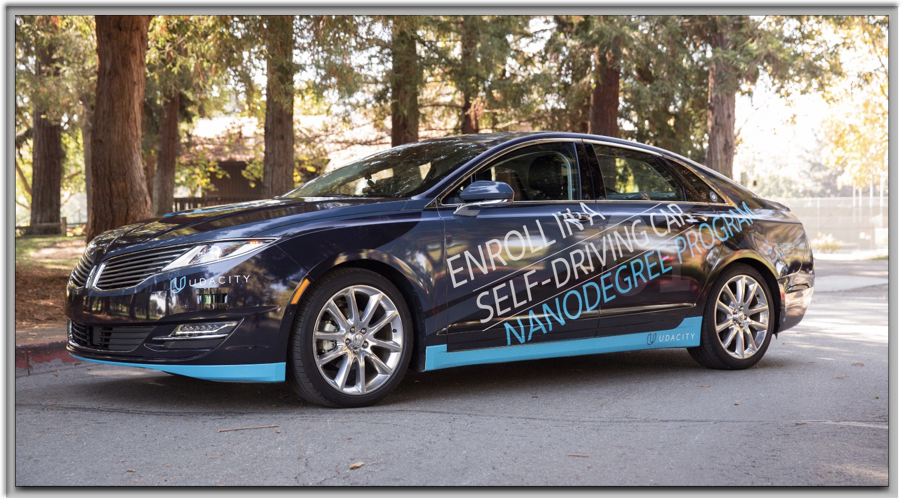 UDACITY
ENROLL IN A
SELF-DRIVING CAR
NANODEGREE PROGRAM
UDACITY